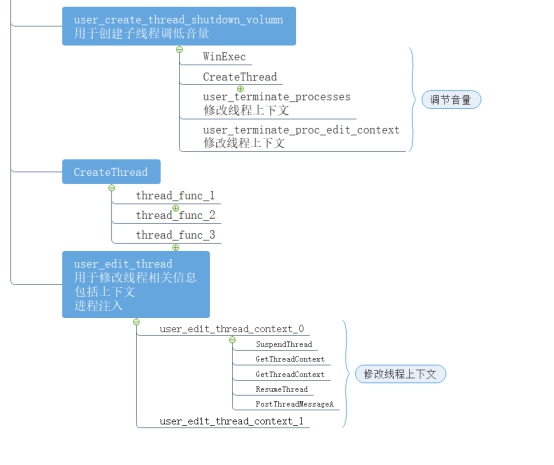 user_create_thread_shutdown_volumn
用于创建子线程调低音量
WinExec
CreateThread
user_terminate_processes
修改线程上下文
user_terminate_proc_edit_context
修改线程上下文
调节音量
CreateThread
thread_func_1
thread_func_2
thread_func_3
user_edit_thread
用于修改线程相关信息
包括上下文
进程注入
user_edit_thread_context_0
SuspendThread
GetThreadContext
GetThreadContext
ResumeThread
PostThreadMessageA
修改线程上下文
user_edit_thread_context_1